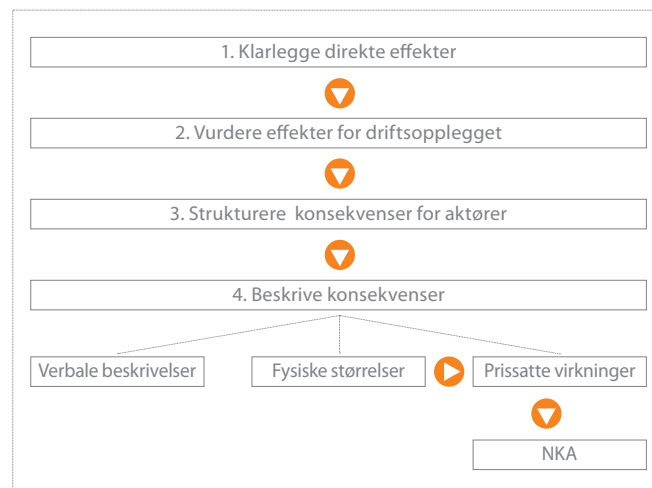 1. Klarlegge direkte effekter
2. Vurdere effekter for driftsopplegget
3. Strukturere konsekvenser for aktører
4. Beskrive konsekvenser
Verbale beskrivelser
Fysiske størrelser
Prissatte virkninger
NKA